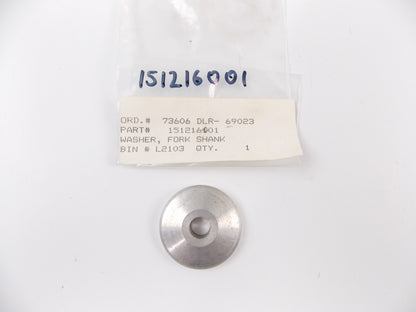 151216001
ORD.# 73606 DLR- 69023
PART# 151216001
WASHER, FORK SHANK
BIN # L2103 QTY. 1